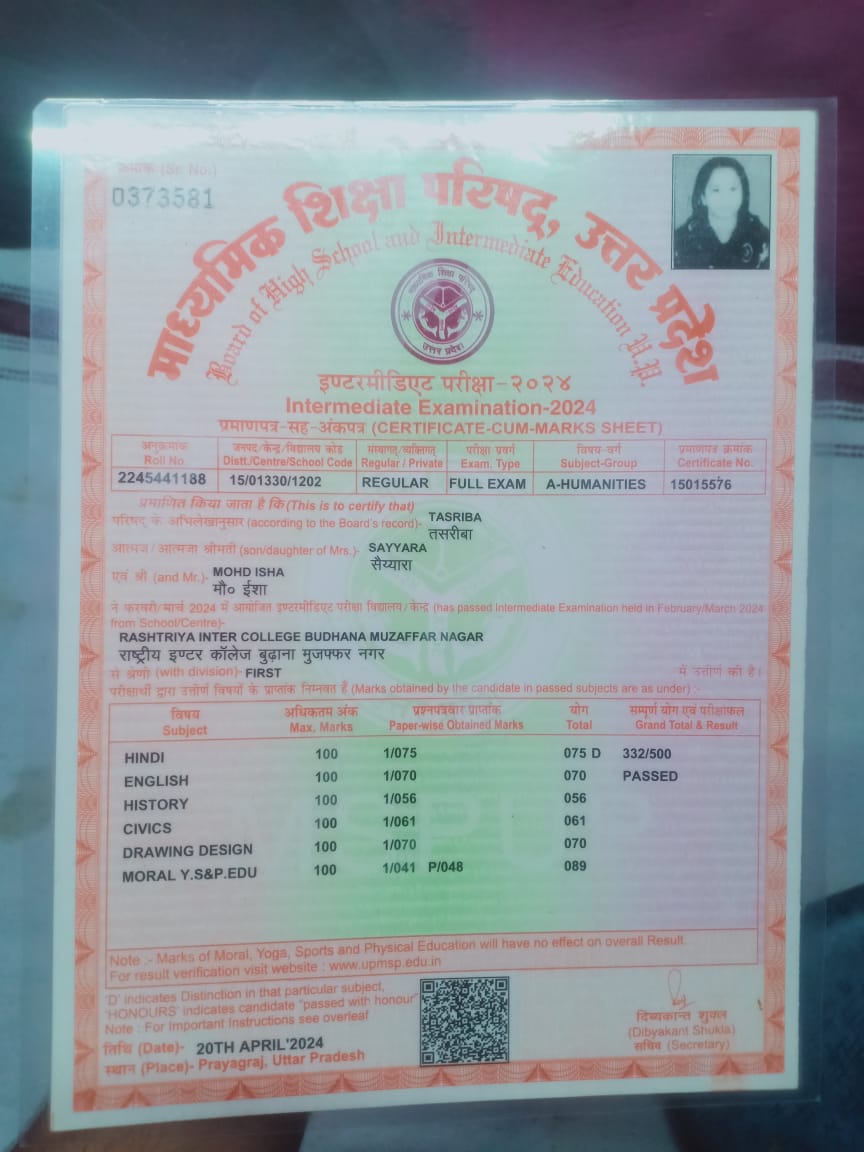 क्रमांक (Sr. No.)
0373581
माध्यमिक शिक्षा परिषद्, उत्तर प्रदेश
Board of High School and Intermediate Education U.P.
माध्यमिक शिक्षा परिषद
उत्तर प्रदेश
इण्टरमीडिएट परीक्षा-२०२४
Intermediate Examination-2024
प्रमाणपत्र-सह-अंकपत्र (CERTIFICATE-CUM-MARKS SHEET)
अनुक्रमांक जनपद/केन्द्र/विद्यालय कोड संस्थागत/व्यक्तिगत परीक्षा प्रवर्ग विषय-वर्ग प्रमाणपत्र क्रमांक
Roll No. Distt./Centre/School Code Regular / Private Exam. Type Subject-Group Certificate No.
2245441188 15/01330/1202 REGULAR FULL EXAM A-HUMANITIES 15015576
प्रमाणित किया जाता है कि (This is to certify that)
परिषद् के अभिलेखानुसार (according to the Board's record)- TASRIBA
तसरीबा
आत्मज/आत्मजा श्रीमती (son/daughter of Mrs.)- SAYYARA
सैय्यारा
एवं श्री (and Mr.)- MOHD ISHA
मौ० ईशा
ने फरवरी/मार्च 2024 में आयोजित इण्टरमीडिएट परीक्षा विद्यालय/केन्द्र (has passed Intermediate Examination held in February/March 2024
from School/Centre)-
RASHTRIYA INTER COLLEGE BUDHANA MUZAFFAR NAGAR
राष्ट्रीय इण्टर कॉलेज बुढ़ाना मुजफ्फर नगर
से श्रेणी (with division)- FIRST में उत्तीर्ण की है।
परीक्षार्थी द्वारा उत्तीर्ण विषयों के प्राप्तांक निम्नवत हैं (Marks obtained by the candidate in passed subjects are as under) :-
विषय अधिकतम अंक प्रश्नपत्रवार प्राप्तांक योग सम्पूर्ण योग एवं परीक्षाफल
Subject Max. Marks Paper-wise Obtained Marks Total Grand Total & Result
HINDI 100 1/075 075 D 332/500
ENGLISH 100 1/070 070 PASSED
HISTORY 100 1/056 056
CIVICS 100 1/061 061
DRAWING DESIGN 100 1/070 070
MORAL Y.S&P.EDU 100 1/041 P/048 089
MSPUP
Note :- Marks of Moral, Yoga, Sports and Physical Education will have no effect on overall Result.
For result verification visit website : www.upmsp.edu.in
'D' indicates Distinction in that particular subject,
'HONOURS' indicates candidate "passed with honour"
Note : For Important Instructions see overleaf
तिथि (Date)- 20TH APRIL'2024
स्थान (Place)- Prayagraj, Uttar Pradesh
दिव्यकान्त शुक्ल
(Dibyakant Shukla)
सचिव (Secretary)